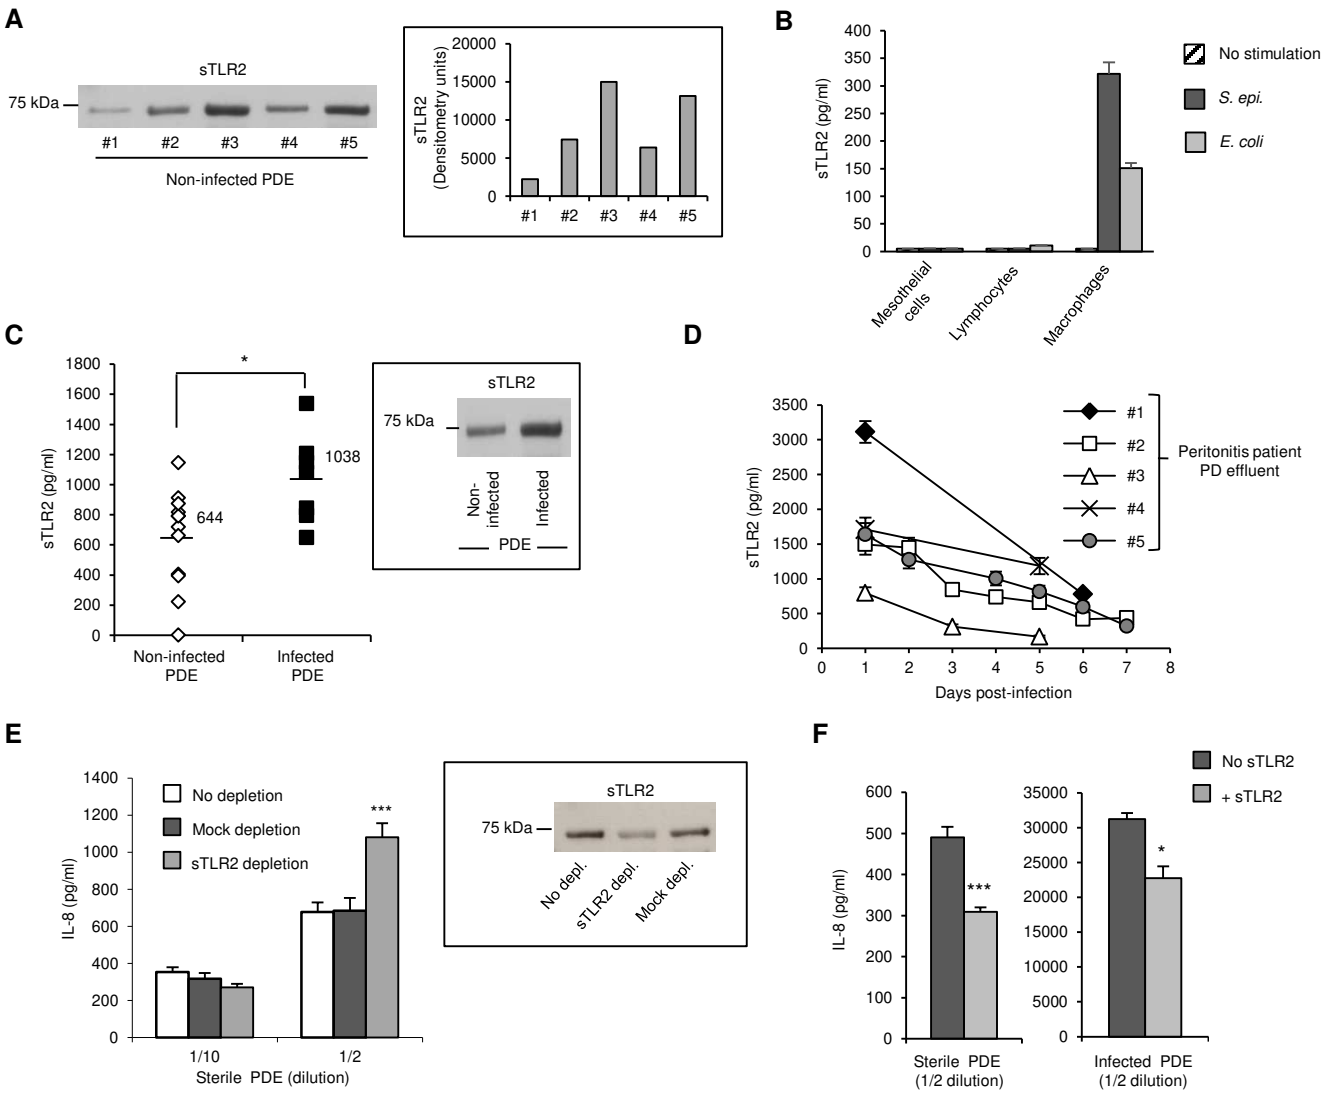 A
sTLR2
75 kDa
#1 #2 #3 #4 #5
Non-infected PDE
sTLR2
(Densitometry units)
20000
15000
10000
5000
0
#1 #2 #3 #4 #5
B
sTLR2 (pg/ml)
400
350
300
250
200
150
100
50
0
Mesothelial
cells
Lymphocytes
Macrophages
No stimulation
S. epi.
E. coli
C
sTLR2 (pg/ml)
1800
1600
1400
1200
1000
800
600
400
200
0
*
644
1038
Non-infected
PDE
Infected
PDE
sTLR2
75 kDa
Non-
infected
Infected
PDE
D
sTLR2 (pg/ml)
3500
3000
2500
2000
1500
1000
500
0
0 1 2 3 4 5 6 7 8
Days post-infection
#1
#2
#3
#4
#5
Peritonitis patient
PD effluent
E
IL-8 (pg/ml)
1400
1200
1000
800
600
400
200
0
No depletion
Mock depletion
sTLR2 depletion
***
1/10 1/2
Sterile PDE (dilution)
sTLR2
75 kDa
No depl.
sTLR2 depl.
Mock depl.
F
No sTLR2
+ sTLR2
IL-8 (pg/ml)
600
500
400
300
200
100
0
***
Sterile PDE
(1/2 dilution)
35000
30000
25000
20000
15000
10000
5000
0
*
Infected PDE
(1/2 dilution)